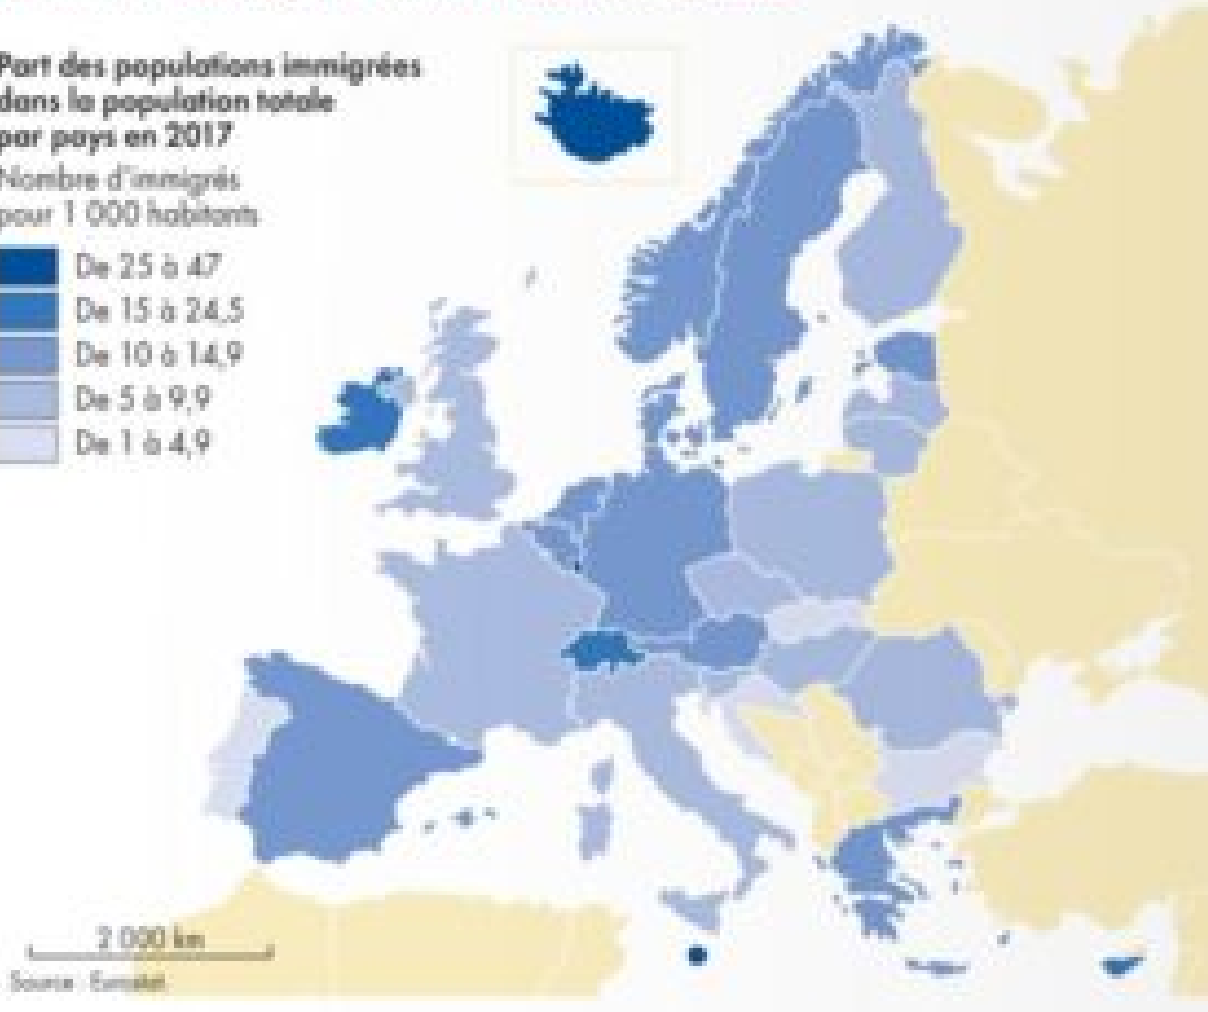 Part des populations immigrées
dans la population totale
par pays en 2017
Nombre d'immigrés
pour 1 000 habitants
De 25 à 47
De 15 à 24,5
De 10 à 14,9
De 5 à 9,9
De 1 à 4,9
2 000 km
Source : Eurostat